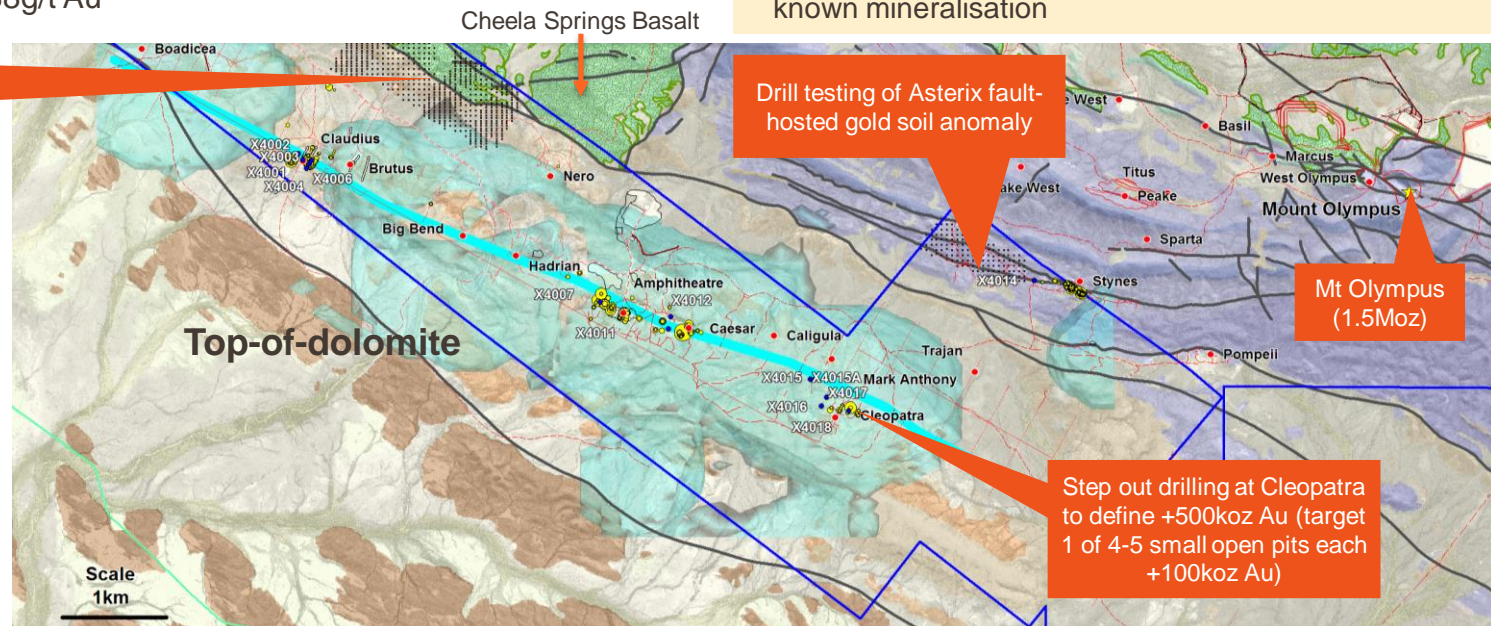 8g/t Au
Cheela Springs Basalt
known mineralisation
Boadicea
Drill testing of Asterix fault-
hosted gold soil anomaly
West
Basil
Claudius
X4002
X4003
X4001
X4004
X4006
Brutus
Nero
Marcus
West Olympus
Titus
Peake
ake West
Mount Olympus
Big Bend
Sparta
Hadrian
X4007
Amphitheatre
X4012
X4014
Stynes
Mt Olympus
(1.5Moz)
Top-of-dolomite
X4011
Caesar
Caligula
Trajan
Pompeii
X4015
X4015A
Mark Anthony
X4017
X4016
Cleopatra
X4018
Step out drilling at Cleopatra
to define +500koz Au (target
1 of 4-5 small open pits each
+100koz Au)
Scale
1km